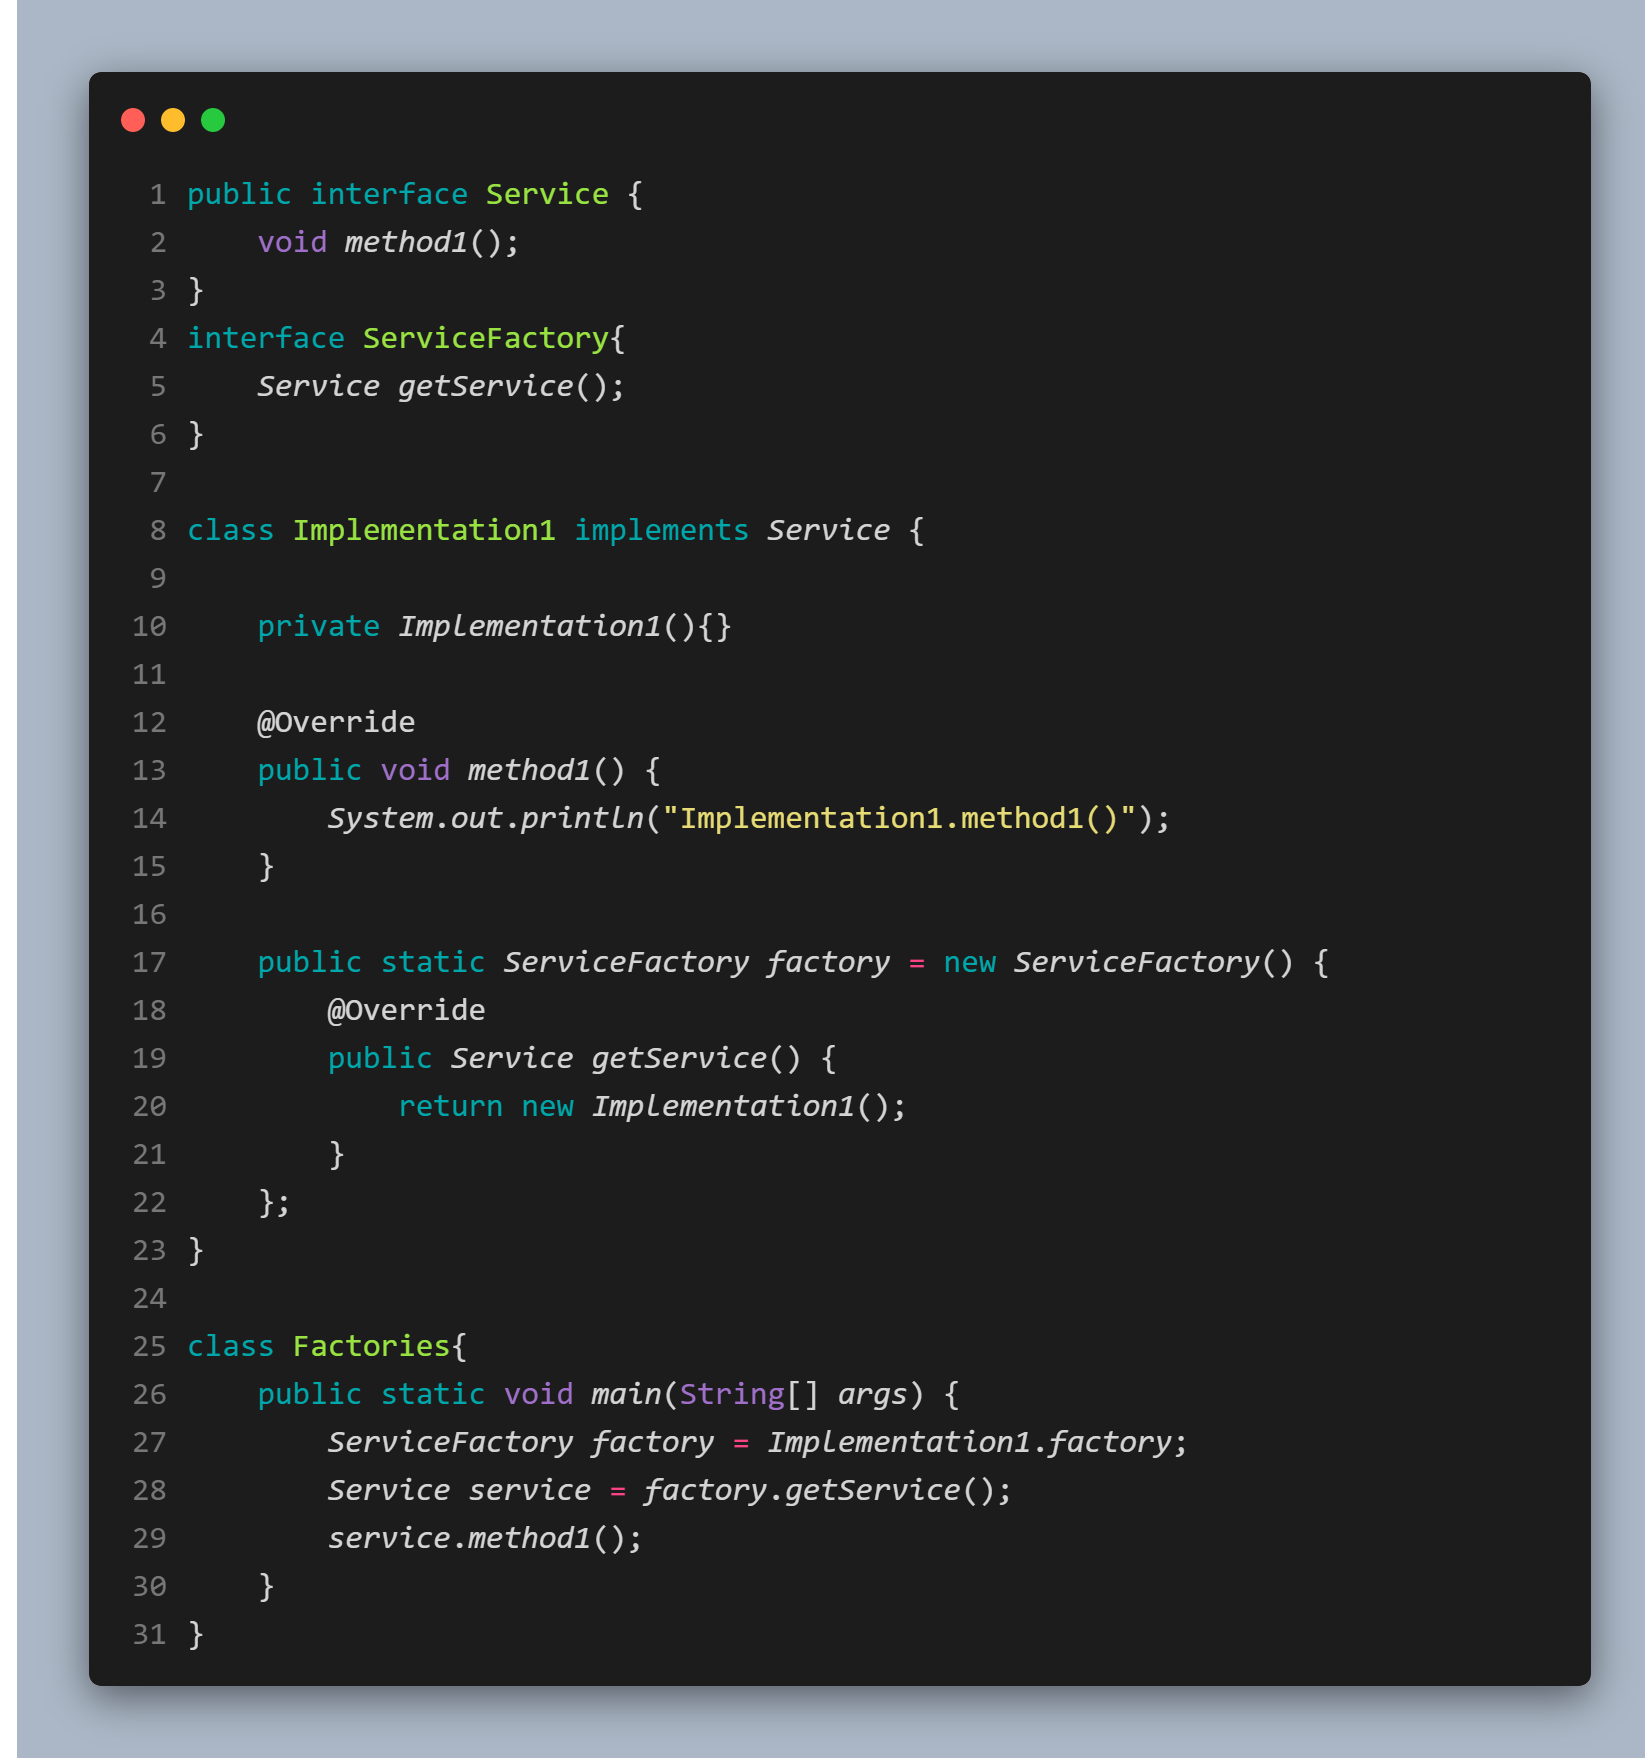 1 public interface Service {
2     void method1();
3 }
4 interface ServiceFactory{
5     Service getService();
6 }
7
8 class Implementation1 implements Service {
9
10     private Implementation1(){}
11
12     @Override
13     public void method1() {
14         System.out.println("Implementation1.method1()");
15     }
16
17     public static ServiceFactory factory = new ServiceFactory() {
18         @Override
19         public Service getService() {
20             return new Implementation1();
21         }
22     };
23 }
24
25 class Factories{
26     public static void main(String[] args) {
27         ServiceFactory factory = Implementation1.factory;
28         Service service = factory.getService();
29         service.method1();
30     }
31 }